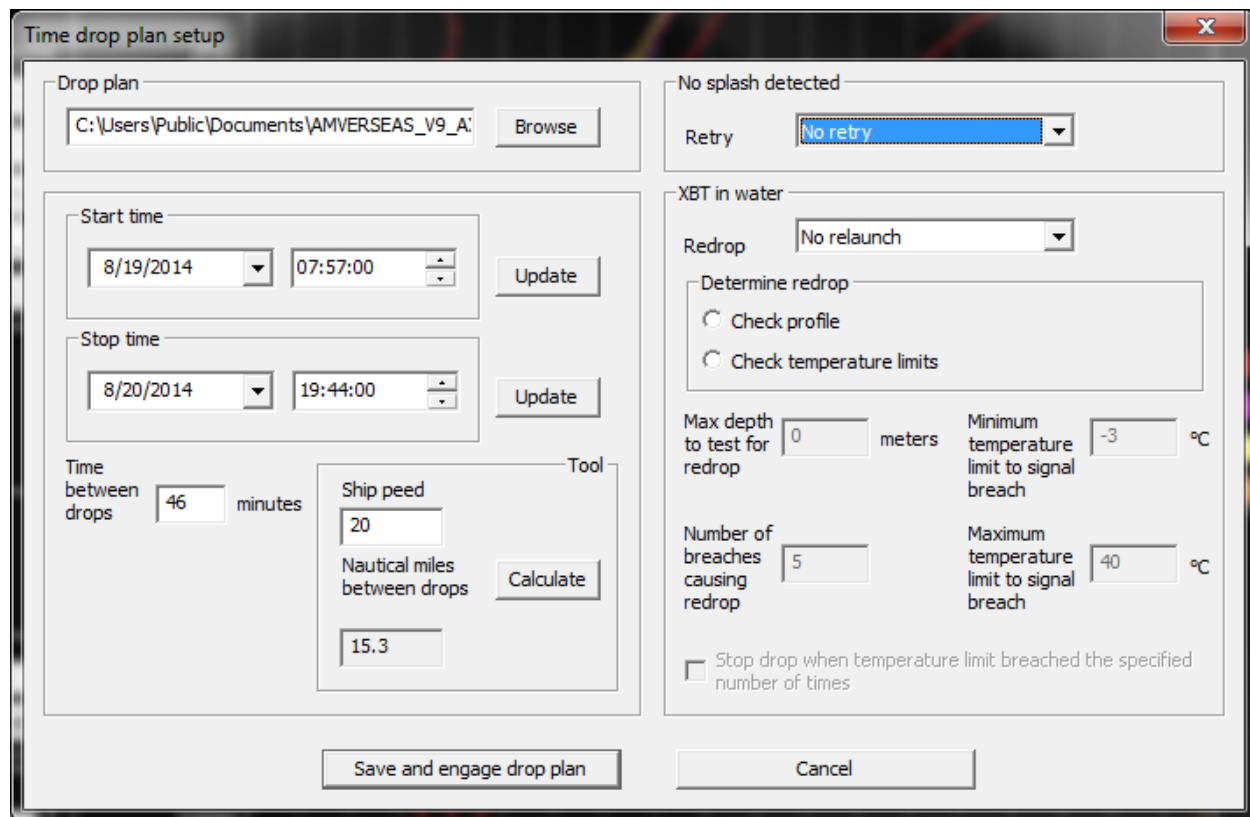 Time drop plan setup
Drop plan
C:\Users\Public\Documents\AMVERSEAS_V9_A
Browse
Start time
8/19/2014
07:57:00
Update
Stop time
8/20/2014
19:44:00
Update
Time
between
drops
46
minutes
Tool
Ship peed
20
Nautical miles
between drops
Calculate
15.3
No splash detected
Retry
No retry
XBT in water
Redrop
No relaunch
Determine redrop
Check profile
Check temperature limits
Max depth
to test for
redrop
0
meters
Minimum
temperature
limit to signal
breach
-3
°C
Number of
breaches
causing
redrop
5
Maximum
temperature
limit to signal
breach
40
°C
Stop drop when temperature limit breached the specified
number of times
Save and engage drop plan
Cancel